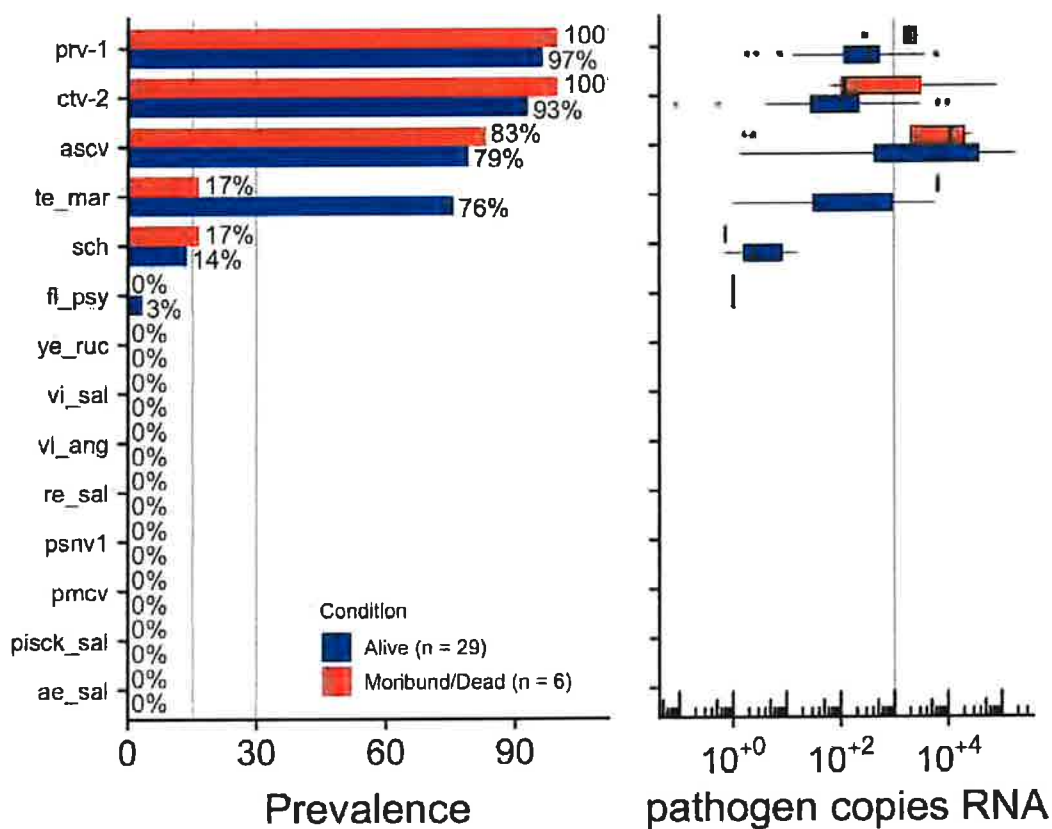 prv-1
100
97%
ctv-2
100
93%
ascv
83%
79%
te_mar
17%
76%
sch
17%
14%
fl_psy
0%
3%
ye_ruc
0%
0%
vi_sal
0%
0%
vi_ang
0%
0%
re_sal
0%
0%
psnv1
0%
0%
pmcv
0%
0%
pisck_sal
0%
0%
ae_sal
0%
0%
Condition
Alive (n = 29)
Moribund/Dead (n = 6)
0 30 60 90
Prevalence
10+0 10+2 10+4
pathogen copies RNA